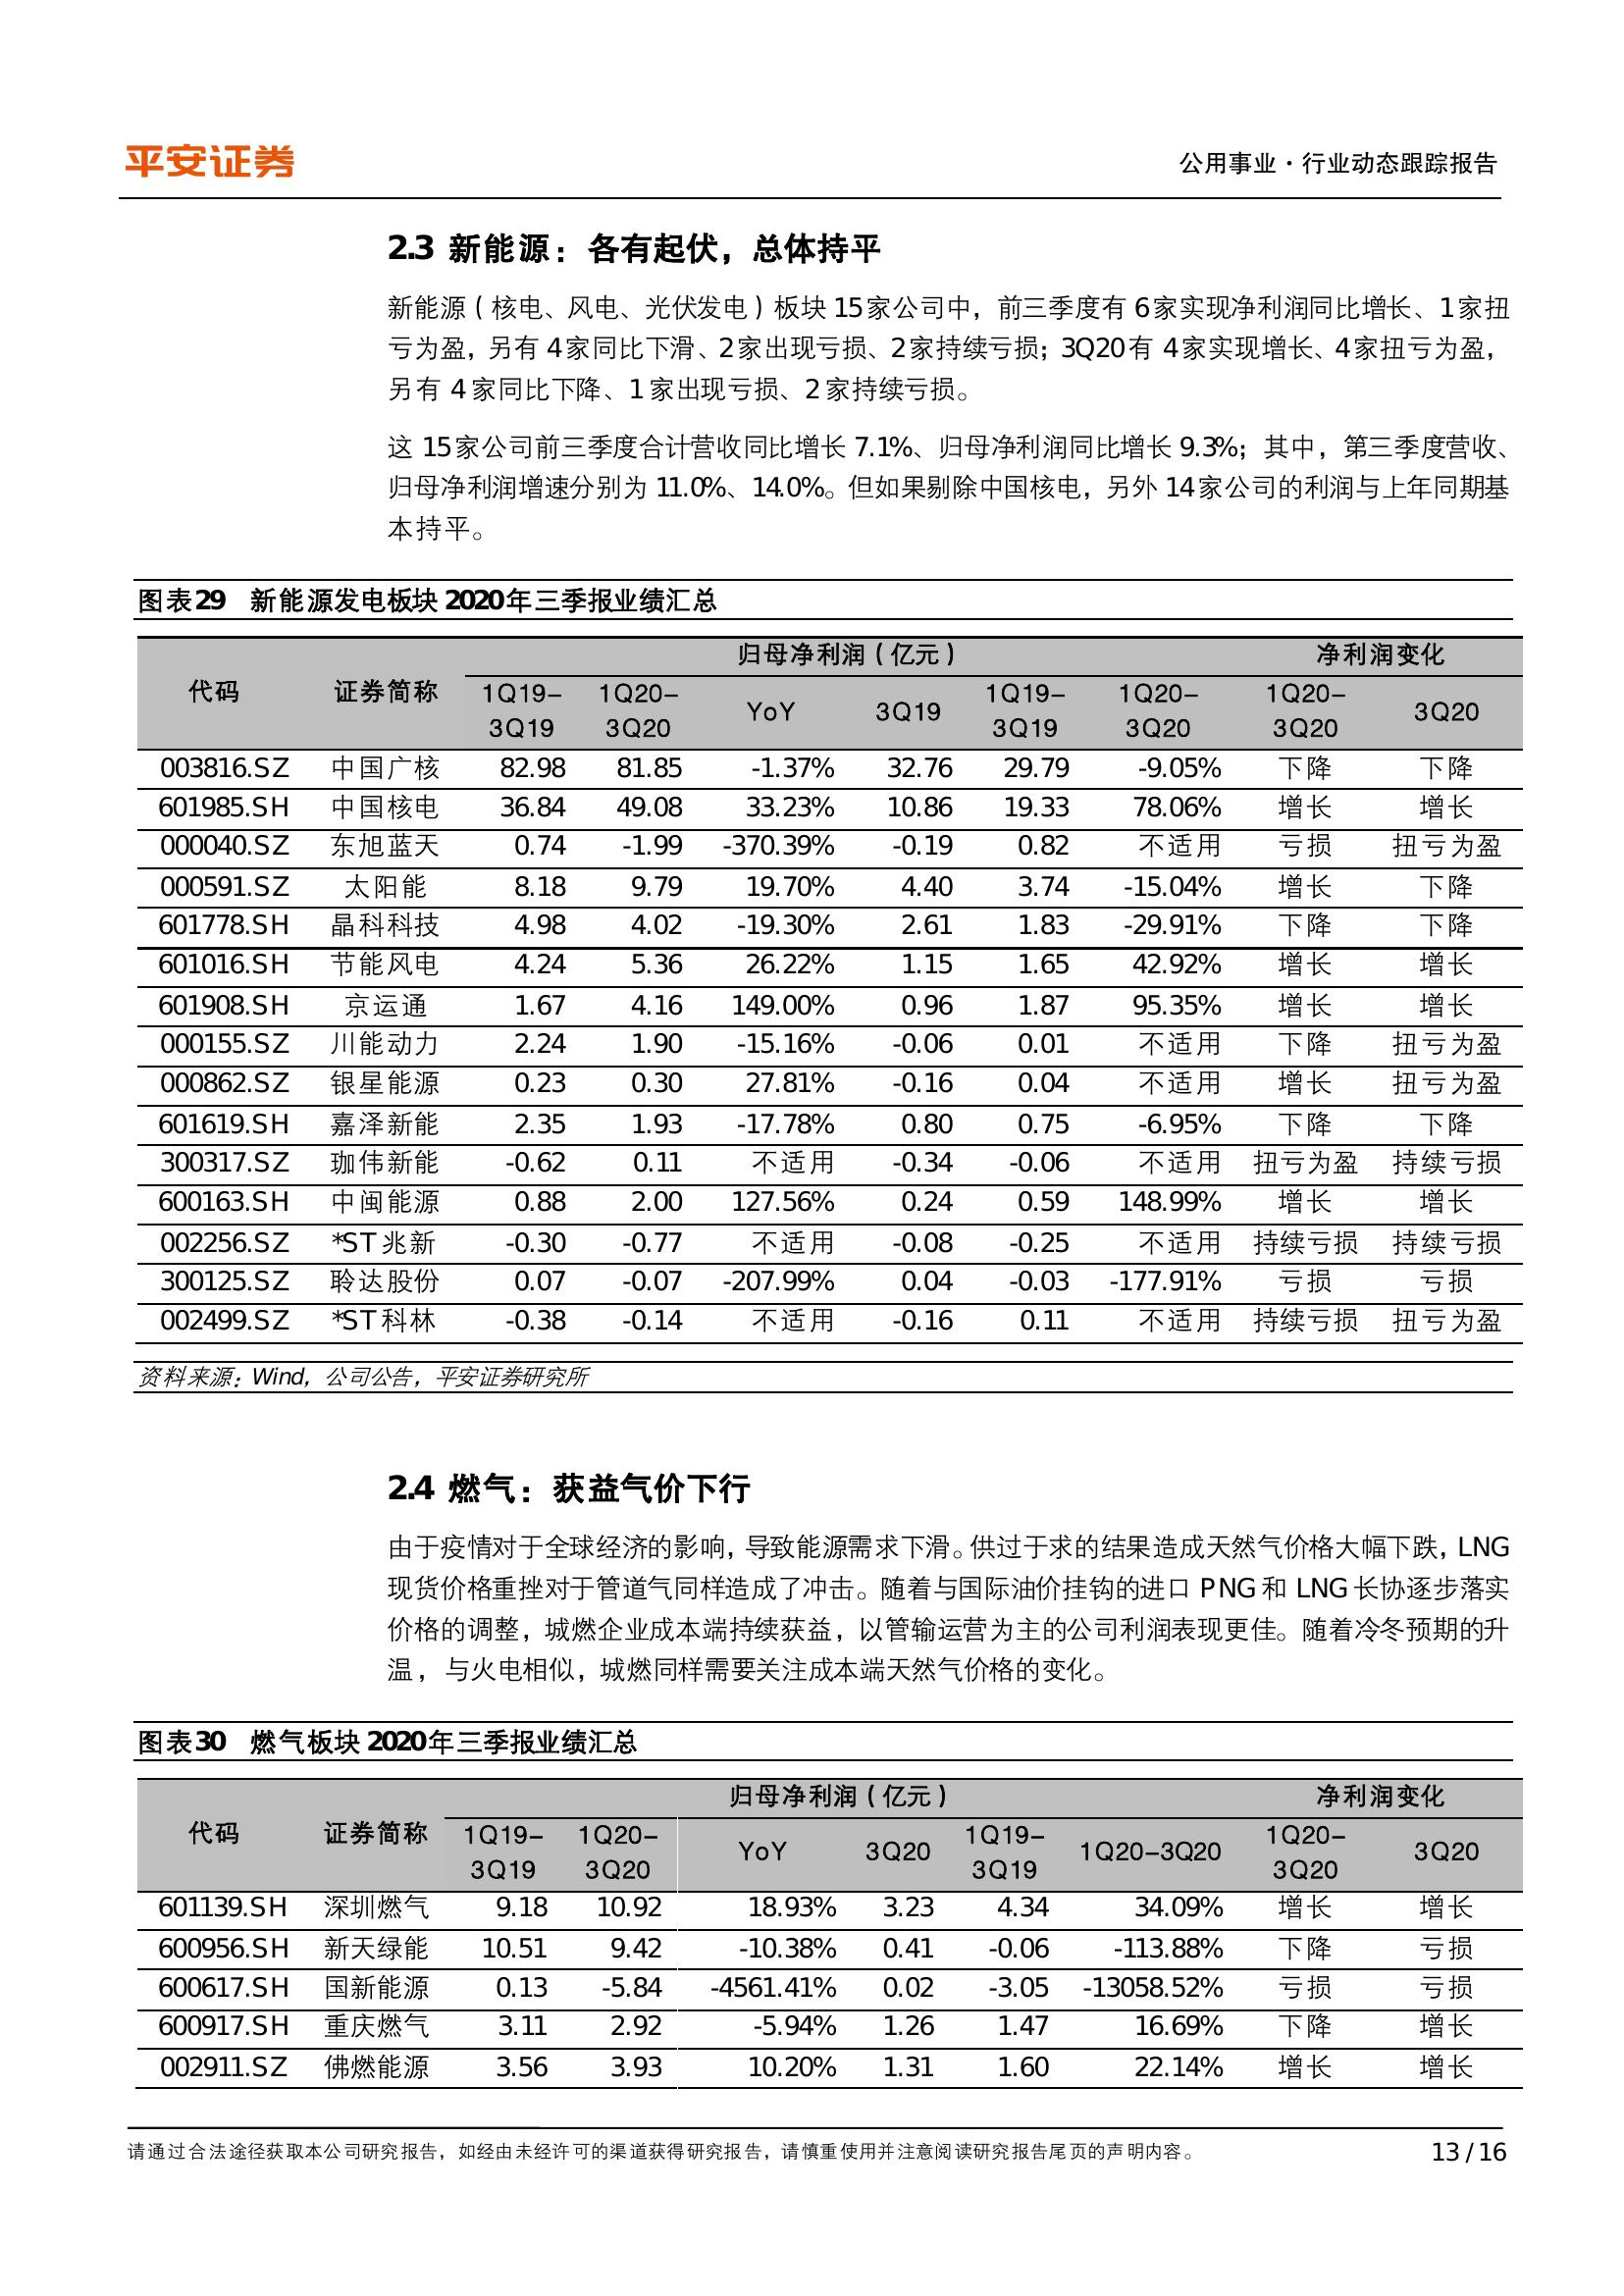 平安证券
公用事业·行业动态跟踪报告
2.3 新能源：各有起伏，总体持平
新能源（核电、风电、光伏发电）板块 15 家公司中，前三季度有 6 家实现净利润同比增长、1 家扭
亏为盈，另有 4 家同比下滑、2 家出现亏损、2 家持续亏损；3Q20 有 4 家实现增长、4 家扭亏为盈，
另有 4 家同比下降、1 家出现亏损、2 家持续亏损。
这 15 家公司前三季度合计营收同比增长 7.1%、归母净利润同比增长 9.3%；其中，第三季度营收、
归母净利润增速分别为 11.0%、14.0%。但如果剔除中国核电，另外 14 家公司的利润与上年同期基
本持平。
图表29 新能源发电板块 2020 年三季报业绩汇总
代码 证券简称 归母净利润（亿元） 净利润变化
1Q19-3Q19 1Q20-3Q20 YoY 3Q19 1Q19-3Q19 1Q20-3Q20 1Q20-3Q20 3Q20
003816.SZ 中国广核 82.98 81.85 -1.37% 32.76 29.79 -9.05% 下降 下降
601985.SH 中国核电 36.84 49.08 33.23% 10.86 19.33 78.06% 增长 增长
000040.SZ 东旭蓝天 0.74 -1.99 -370.39% -0.19 0.82 不适用 亏损 扭亏为盈
000591.SZ 太阳能 8.18 9.79 19.70% 4.40 3.74 -15.04% 增长 下降
601778.SH 晶科科技 4.98 4.02 -19.30% 2.61 1.83 -29.91% 下降 下降
601016.SH 节能风电 4.24 5.36 26.22% 1.15 1.65 42.92% 增长 增长
601908.SH 京运通 1.67 4.16 149.00% 0.96 1.87 95.35% 增长 增长
000155.SZ 川能动力 2.24 1.90 -15.16% -0.06 0.01 不适用 下降 扭亏为盈
000862.SZ 银星能源 0.23 0.30 27.81% -0.16 0.04 不适用 增长 扭亏为盈
601619.SH 嘉泽新能 2.35 1.93 -17.78% 0.80 0.75 -6.95% 下降 下降
300317.SZ 珈伟新能 -0.62 0.11 不适用 -0.34 -0.06 不适用 扭亏为盈 持续亏损
600163.SH 中闽能源 0.88 2.00 127.56% 0.24 0.59 148.99% 增长 增长
002256.SZ *ST 兆新 -0.30 -0.77 不适用 -0.08 -0.25 不适用 持续亏损 持续亏损
300125.SZ 聆达股份 0.07 -0.07 -207.99% 0.04 -0.03 -177.91% 亏损 亏损
002499.SZ *ST 科林 -0.38 -0.14 不适用 -0.16 0.11 不适用 持续亏损 扭亏为盈
资料来源：Wind，公司公告，平安证券研究所
2.4 燃气：获益气价下行
由于疫情对于全球经济的影响，导致能源需求下滑。供过于求的结果造成天然气价格大幅下跌，LNG
现货价格重挫对于管道气同样造成了冲击。随着与国际油价挂钩的进口 PNG 和 LNG 长协逐步落实
价格的调整，城燃企业成本端持续获益，以管输运营为主的公司利润表现更佳。随着冷冬预期的升
温，与火电相似，城燃同样需要关注成本端天然气价格的变化。
图表30 燃气板块 2020 年三季报业绩汇总
代码 证券简称 归母净利润（亿元） 净利润变化
1Q19-3Q19 1Q20-3Q20 YoY 3Q20 1Q19-3Q19 1Q20-3Q20 1Q20-3Q20 3Q20
601139.SH 深圳燃气 9.18 10.92 18.93% 3.23 4.34 34.09% 增长 增长
600956.SH 新天绿能 10.51 9.42 -10.38% 0.41 -0.06 -113.88% 下降 亏损
600617.SH 国新能源 0.13 -5.84 -4561.41% 0.02 -3.05 -13058.52% 亏损 亏损
600917.SH 重庆燃气 3.11 2.92 -5.94% 1.26 1.47 16.69% 下降 增长
002911.SZ 佛燃能源 3.56 3.93 10.20% 1.31 1.60 22.14% 增长 增长
请通过合法途径获取本公司研究报告，如经由未经许可的渠道获得研究报告，请慎重使用并注意阅读研究报告尾页的声明内容。
13 / 16